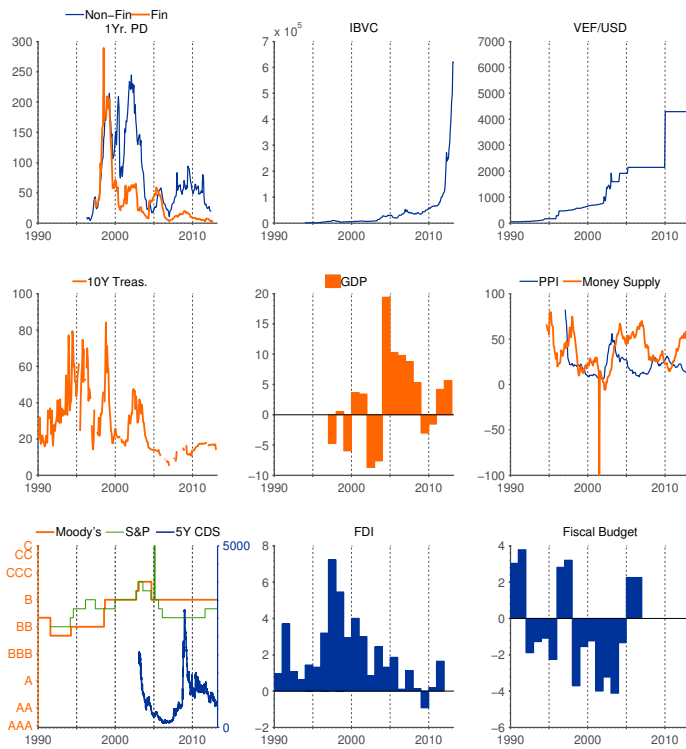 Non−Fin Fin
1Yr. PD
IBVC
VEF/USD
300
250
200
150
100
50
0
1990 2000 2010
7 x 10⁵
6
5
4
3
2
1
0
1990 2000 2010
7000
6000
5000
4000
3000
2000
1000
0
1990 2000 2010
10Y Treas.
GDP
PPI Money Supply
100
80
60
40
20
0
1990 2000 2010
20
15
10
5
0
−5
−10
1990 2000 2010
100
50
0
−50
−100
1990 2000 2010
Moody's S&P 5Y CDS
FDI
Fiscal Budget
C
CC
CCC
B
BB
BBB
A
AA
AAA
5000
0
1990 2000 2010
8
6
4
2
0
−2
1990 2000 2010
4
2
0
−2
−4
−6
1990 2000 2010